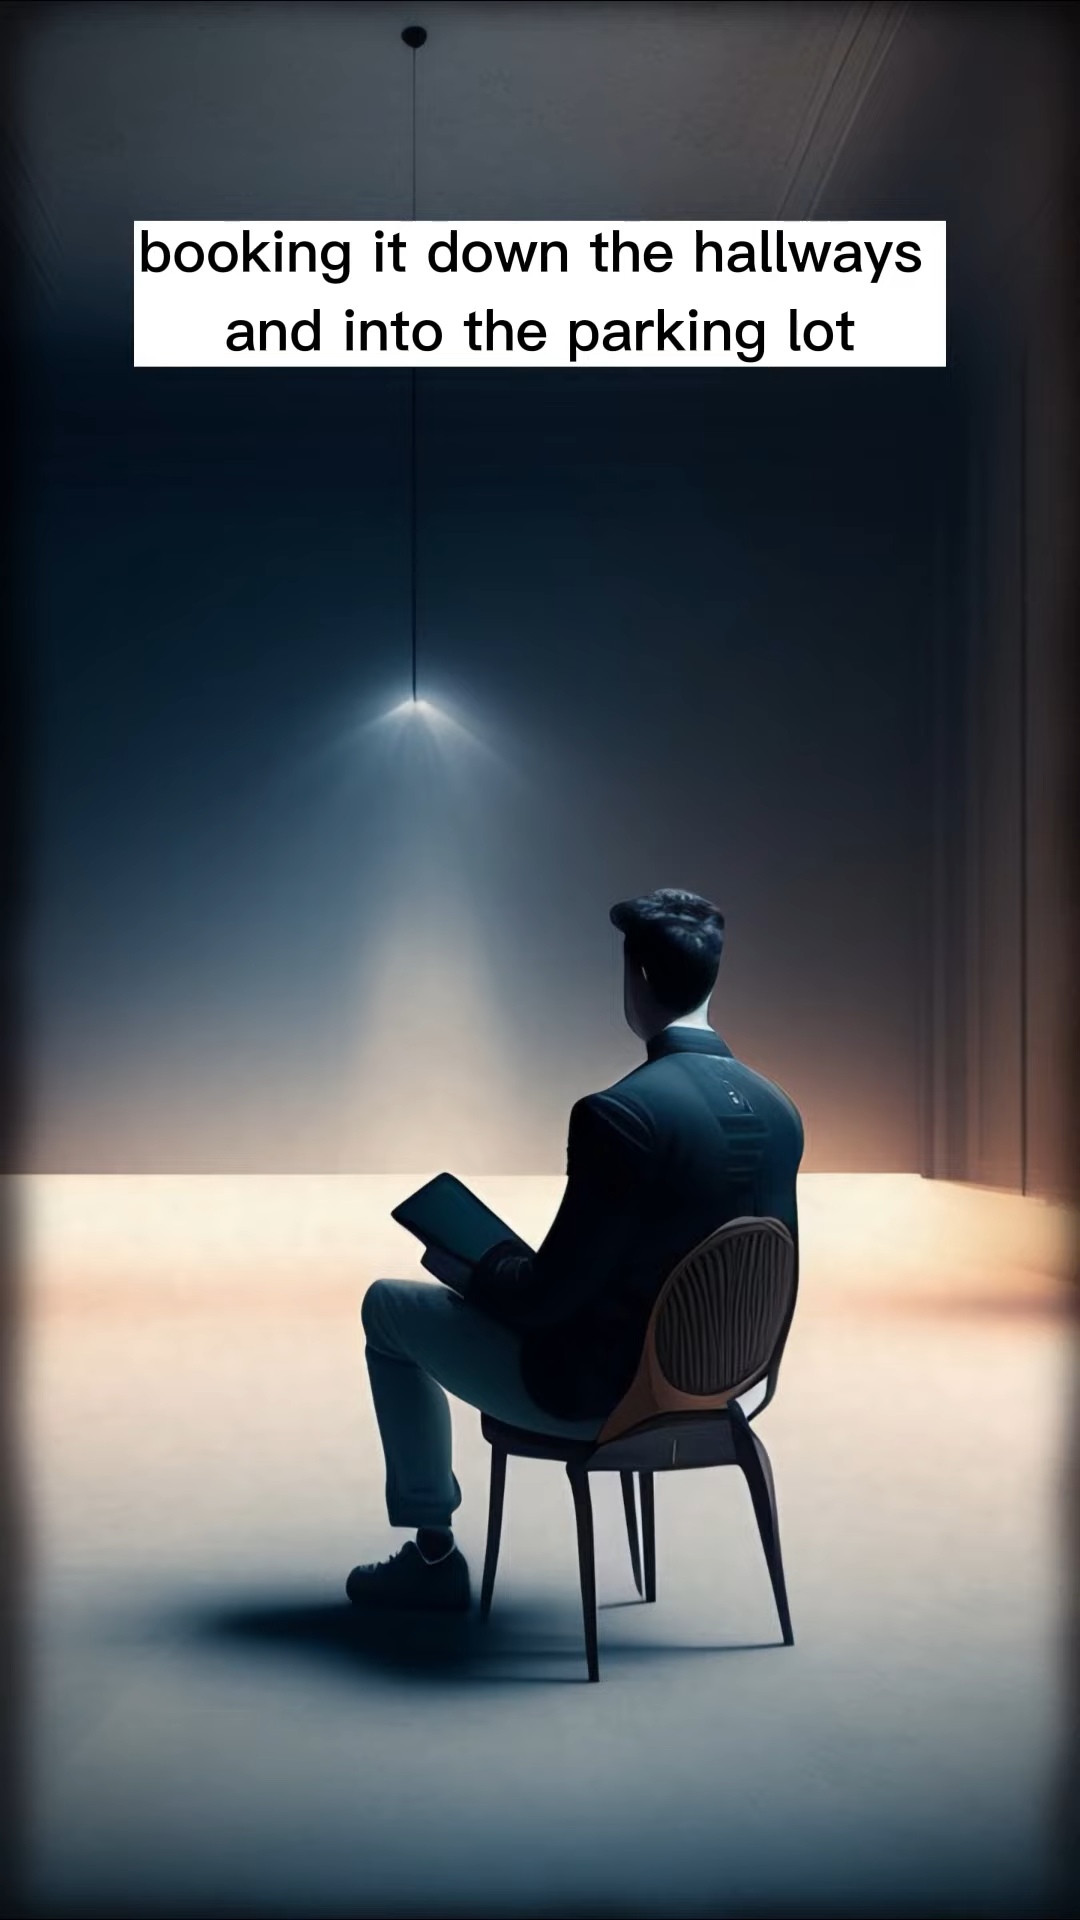 booking it down the hallways
and into the parking lot